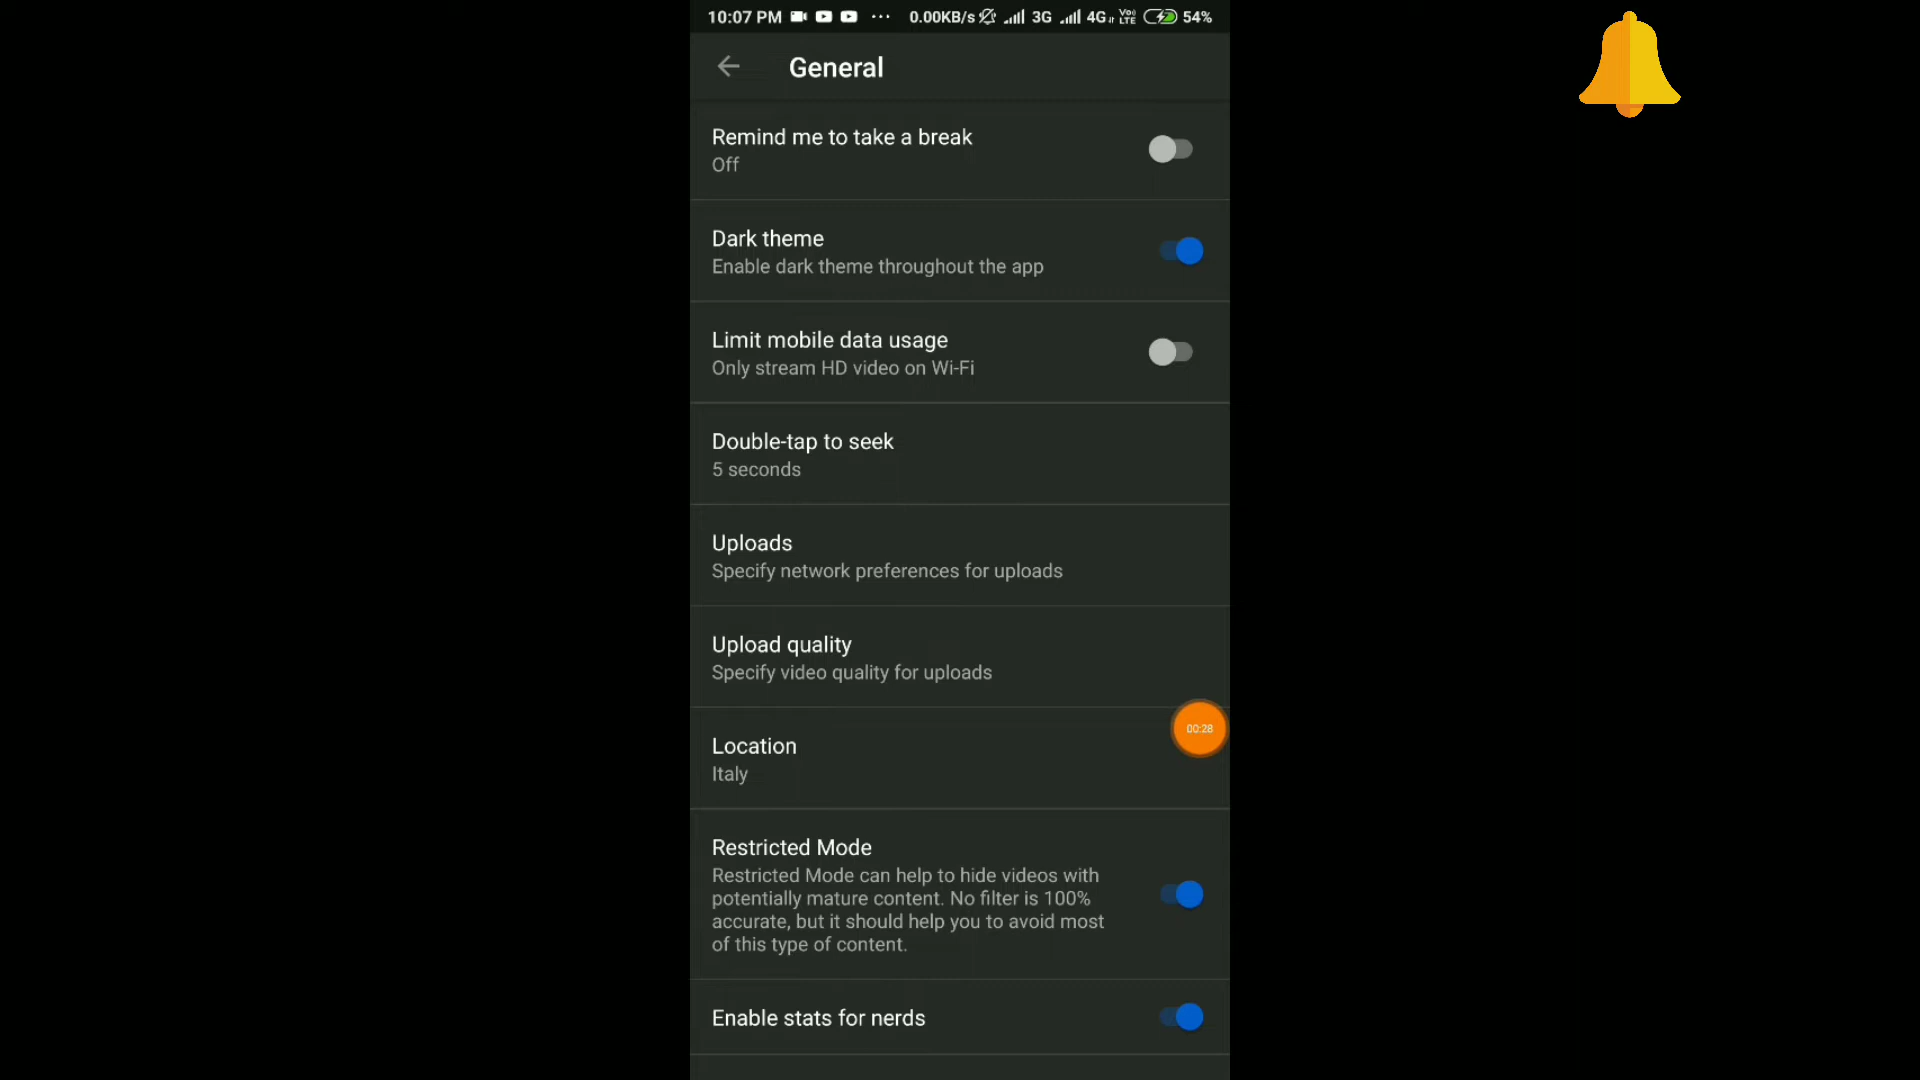 10:07 PM ... 0.00KB/s 3G 4G Vo) LTE 54%
General
Remind me to take a break
Off
Dark theme
Enable dark theme throughout the app
Limit mobile data usage
Only stream HD video on Wi-Fi
Double-tap to seek
5 seconds
Uploads
Specify network preferences for uploads
Upload quality
Specify video quality for uploads
00:28
Location
Italy
Restricted Mode
Restricted Mode can help to hide videos with
potentially mature content. No filter is 100%
accurate, but it should help you to avoid most
of this type of content.
Enable stats for nerds